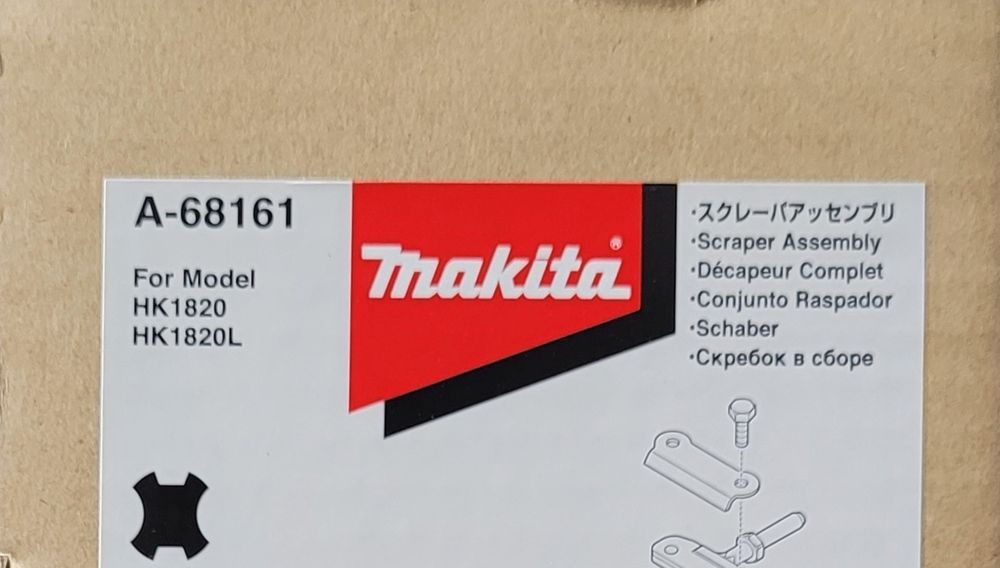 A-68161
For Model
HK1820
HK1820L
makita®
·スクレーパアッセンブリ
·Scraper Assembly
·Décapeur Complet
·Conjunto Raspador
·Schaber
·Скребок в сборе